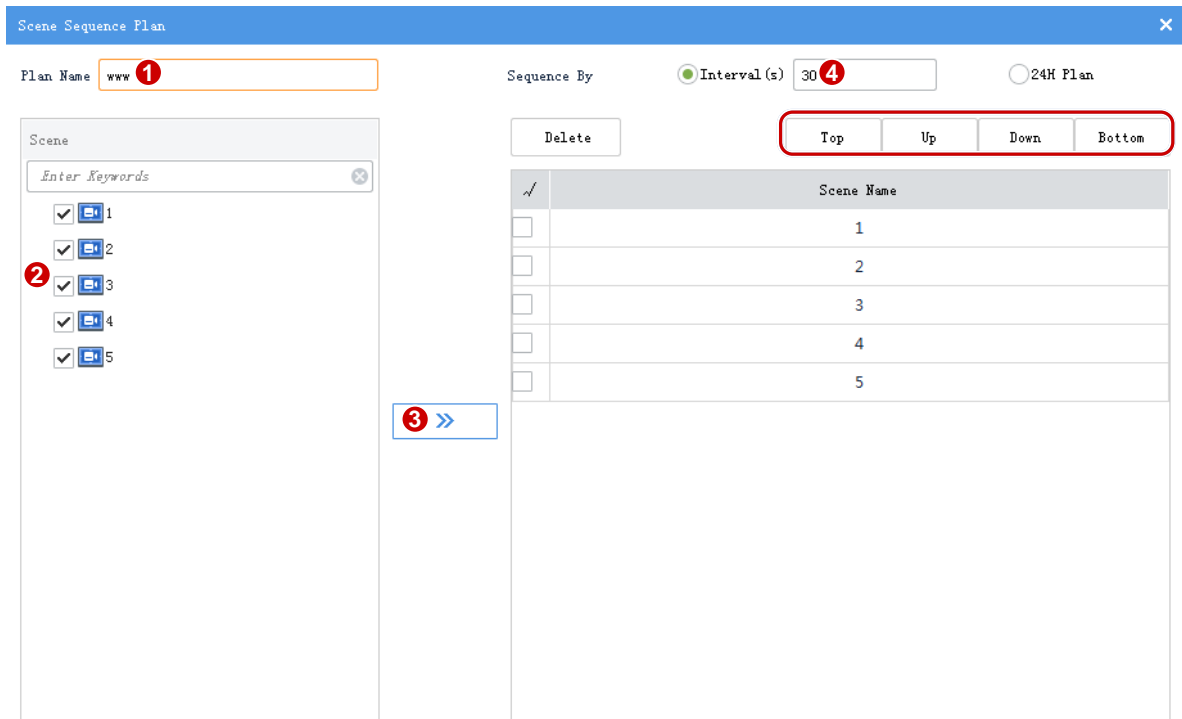 Scene Sequence Plan
Plan Name www 1
Sequence By Interval(s) 30 4 24H Plan
Scene
Enter Keywords
1
2
2 3
4
5
3
Delete Top Up Down Bottom
Scene Name
1
2
3
4
5